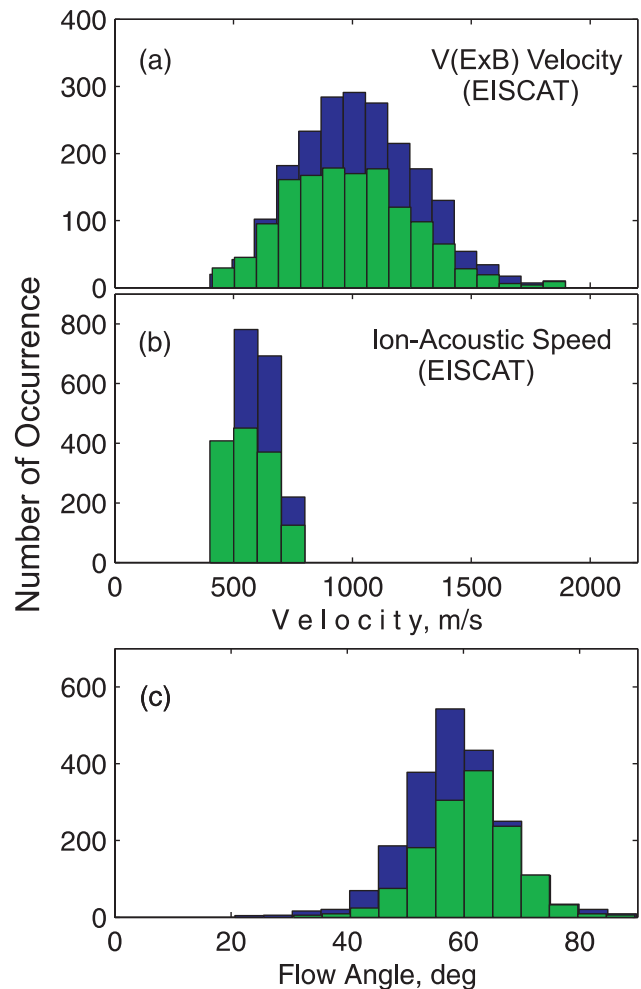 Number of Occurrence
400
300
200
100
0
(a)
V(ExB) Velocity
(EISCAT)
800
600
400
200
0
(b)
Ion-Acoustic Speed
(EISCAT)
0 500 1000 1500 2000
Velocity, m/s
600
400
200
0
(c)
0 20 40 60 80
Flow Angle, deg